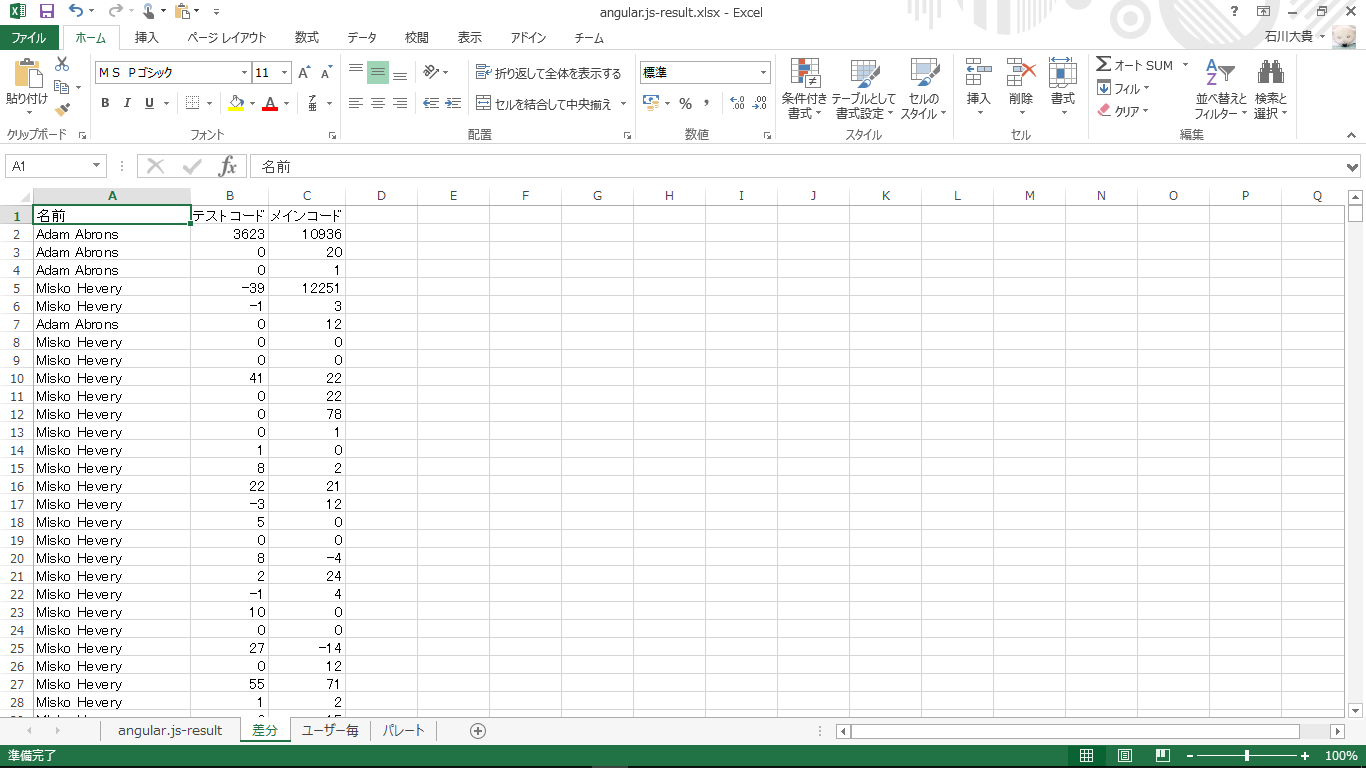 angular.js-result.xlsx - Excel
ファイル ホーム 挿入 ページ レイアウト 数式 データ 校閲 表示 アドイン チーム 石川大貴
ＭＳ Ｐゴシック 11 折り返して全体を表示する 標準 オート SUM
貼り付け B I U セルを結合して中央揃え % 条件付き書式 テーブルとして書式設定 セルのスタイル 挿入 削除 書式 フィル 並べ替えとフィルター 検索と選択
クリア
クリップボード フォント 配置 数値 スタイル セル 編集
A1 fx 名前
A B C D E F G H I J K L M N O P Q
1 名前 テストコード メインコード
2 Adam Abrons 3623 10936
3 Adam Abrons 0 20
4 Adam Abrons 0 1
5 Misko Hevery -39 12251
6 Misko Hevery -1 3
7 Adam Abrons 0 12
8 Misko Hevery 0 0
9 Misko Hevery 0 0
10 Misko Hevery 41 22
11 Misko Hevery 0 22
12 Misko Hevery 0 78
13 Misko Hevery 0 1
14 Misko Hevery 1 0
15 Misko Hevery 8 2
16 Misko Hevery 22 21
17 Misko Hevery -3 12
18 Misko Hevery 5 0
19 Misko Hevery 0 0
20 Misko Hevery 8 -4
21 Misko Hevery 2 24
22 Misko Hevery -1 4
23 Misko Hevery 10 0
24 Misko Hevery 0 0
25 Misko Hevery 27 -14
26 Misko Hevery 0 12
27 Misko Hevery 55 71
28 Misko Hevery 1 2
angular.js-result 差分 ユーザー毎 パレート
準備完了 100%